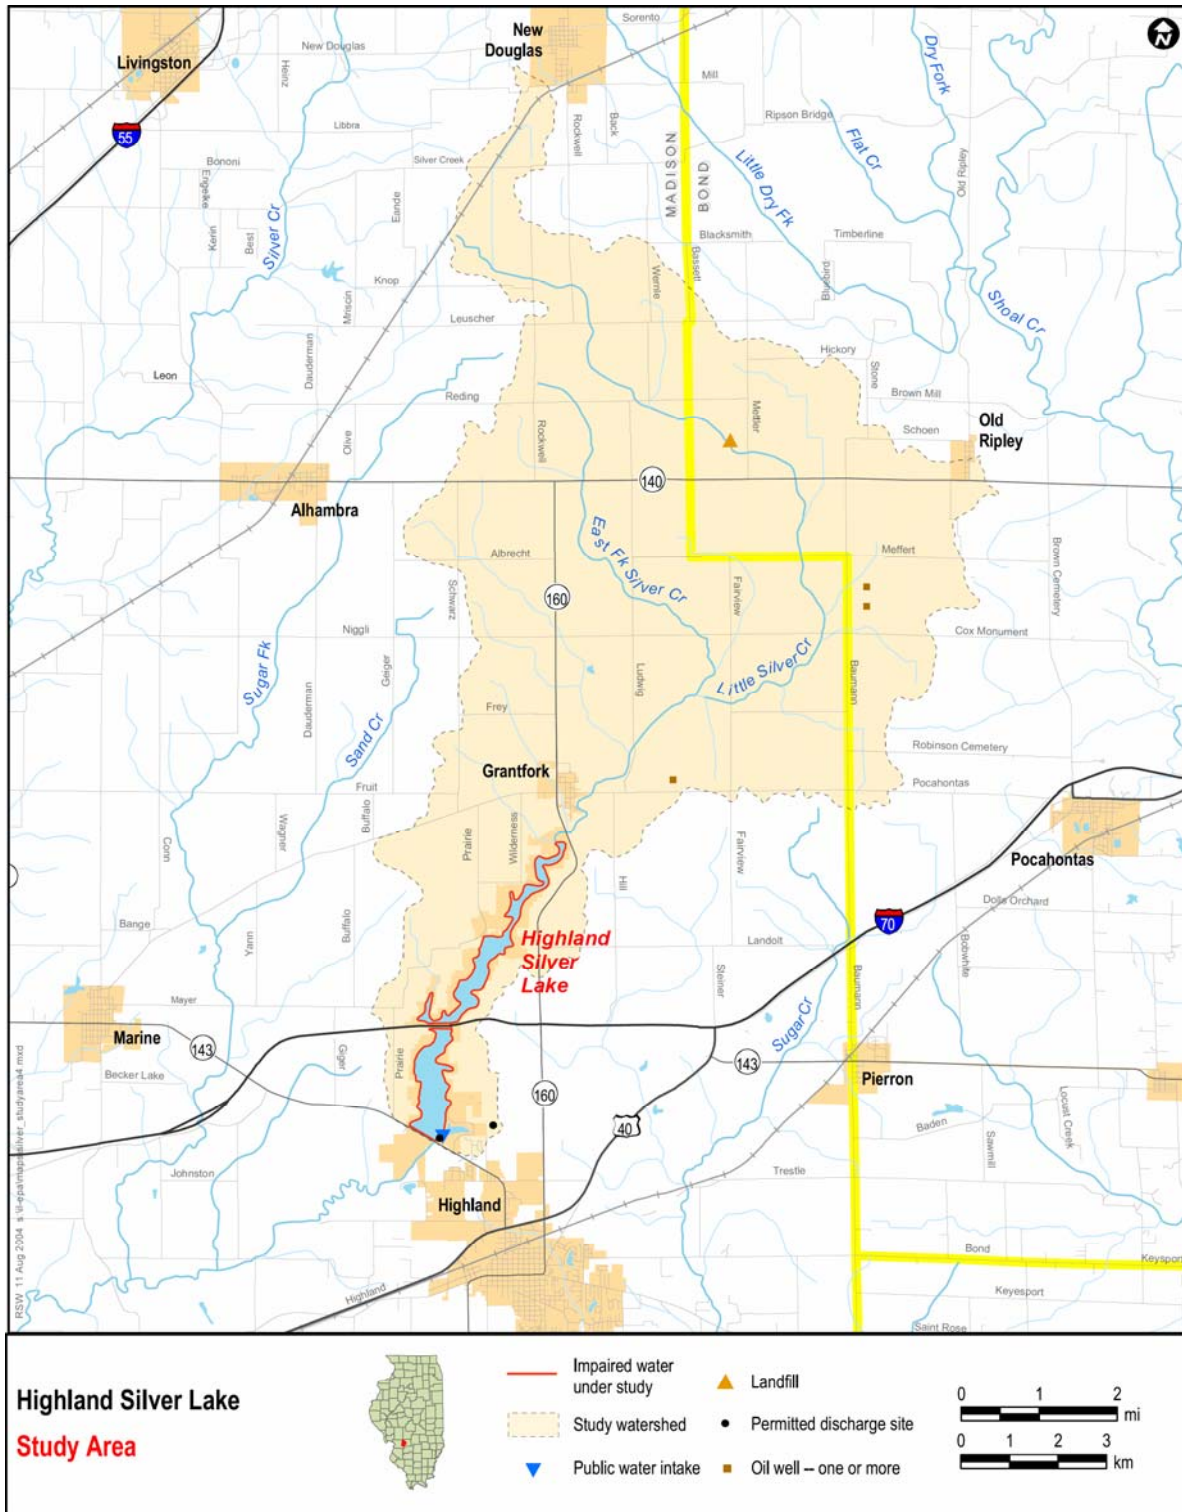 New
Douglas
Sorento
Livingston
New Douglas
Heinz
Mill
Dry Fork
N
55
Libbra
Rockwell
Back
Ripson Bridge
Flat Cr
Old Ripley
Bononi
Silver Creek
MADISON
BOND
Little Dry Fk
Engelke
Kerin
Best
Silver Cr
Eande
Blacksmith
Timberline
Bassett
Wernle
Bluebird
Knop
Mriscin
Leuscher
Shoal Cr
Dauderman
Leon
Hickory
Stone
Reding
Brown Mill
Olive
Rockwell
Mettler
Schoen
Old
Ripley
140
Alhambra
East Fk Silver Cr
Albrecht
Meffert
Brown Cemetery
Schwarz
160
Fairview
Niggli
Geiger
Cox Monument
Sugar Fk
Ludwig
Little Silver Cr
Baumann
Dauderman
Sand Cr
Frey
Robinson Cemetery
Grantfork
Fruit
Pocahontas
Buffalo
Wagner
Prairie
Wilderness
Conn
Fairview
Hill
Pocahontas
Bange
Buffalo
Yann
Highland
Silver
Lake
Landolt
70
Dolls Orchard
Bobwhite
Steiner
Baumann
Mayer
Marine
143
Sugar Cr
Giger
Prairie
Becker Lake
160
143
Pierron
40
Baden
Sawmill
Locust Creek
Johnston
Trestle
Highland
Bond
Keysport
Highland
Keyesport
Saint Rose
RSW 11 Aug 2004 s:\il-epa\maps\silver_studyarea4.mxd
Highland Silver Lake
Study Area
Impaired water
under study
Study watershed
Public water intake
Landfill
Permitted discharge site
Oil well -- one or more
0 1 2
mi
0 1 2 3
km